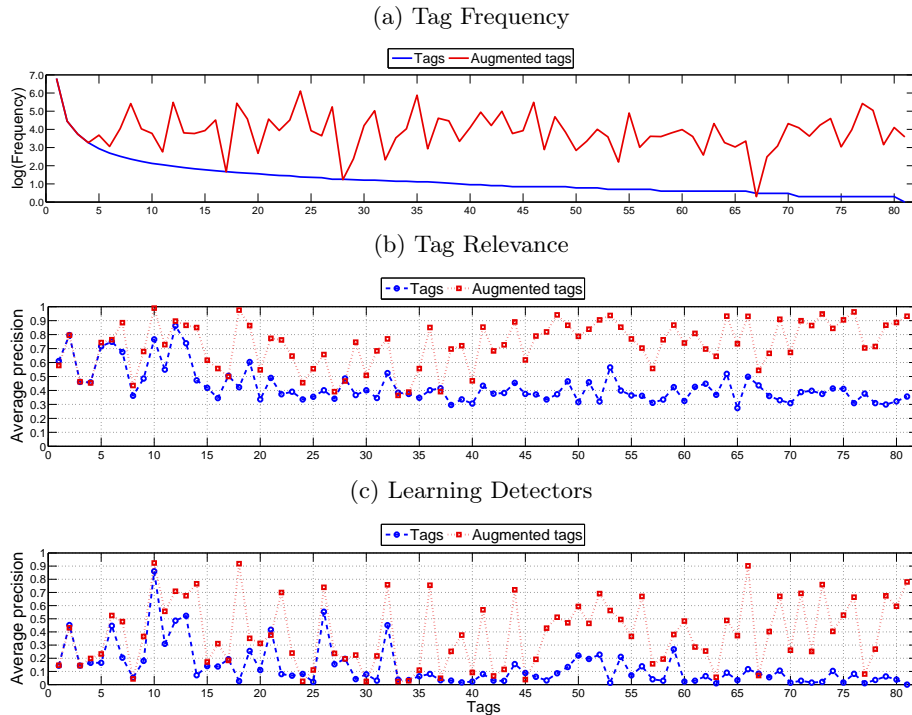 (a) Tag Frequency
Tags Augmented tags
log(Frequency)
7.0
6.0
5.0
4.0
3.0
2.0
1.0
0.0
0 5 10 15 20 25 30 35 40 45 50 55 60 65 70 75 80
(b) Tag Relevance
Tags Augmented tags
Average precision
1
0.9
0.8
0.7
0.6
0.5
0.4
0.3
0.2
0.1
0
0 5 10 15 20 25 30 35 40 45 50 55 60 65 70 75 80
(c) Learning Detectors
Tags Augmented tags
Average precision
1
0.9
0.8
0.7
0.6
0.5
0.4
0.3
0.2
0.1
0
0 5 10 15 20 25 30 35 40 45 50 55 60 65 70 75 80
Tags